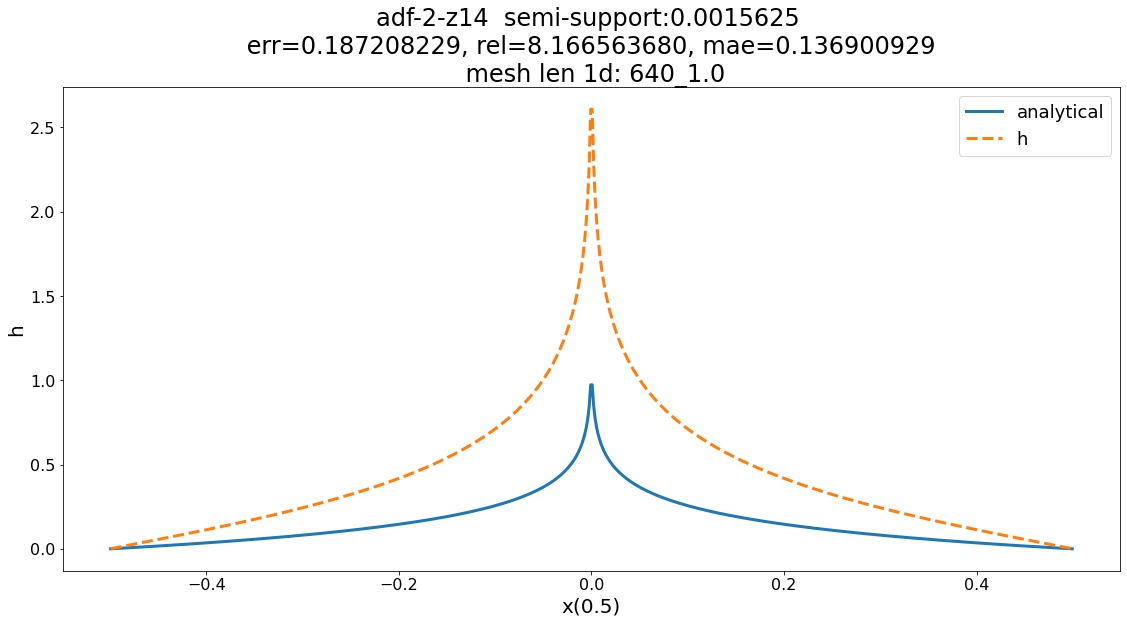 adf-2-z14  semi-support:0.0015625
err=0.187208229, rel=8.166563680, mae=0.136900929
mesh len 1d: 640_1.0
analytical
h
2.5
2.0
1.5
1.0
0.5
0.0
h
−0.4
−0.2
0.0
0.2
0.4
x(0.5)